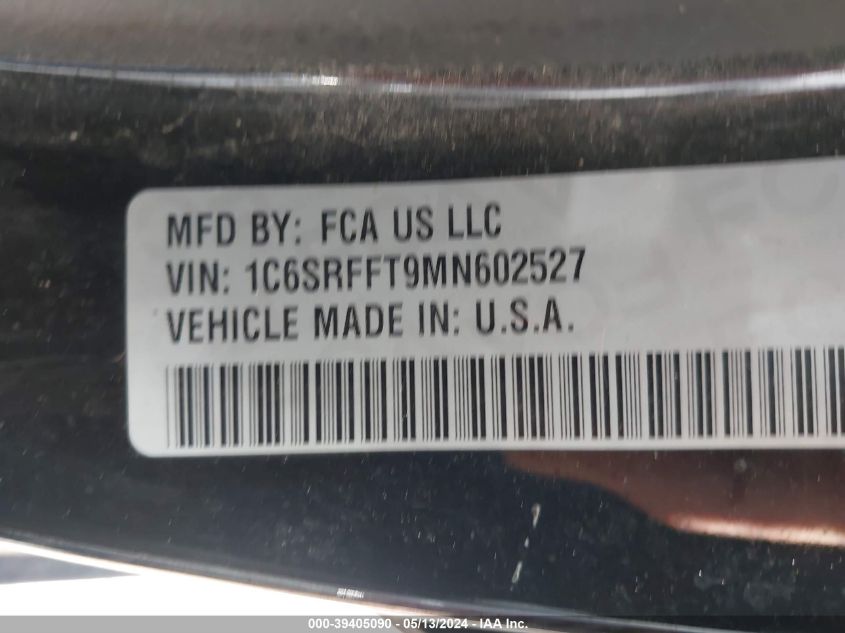 MFD BY: FCA US LLC
VIN: 1C6SRFFT9MN602527
VEHICLE MADE IN: U.S.A.
000-39405090 - 05/13/2024 - IAA Inc.